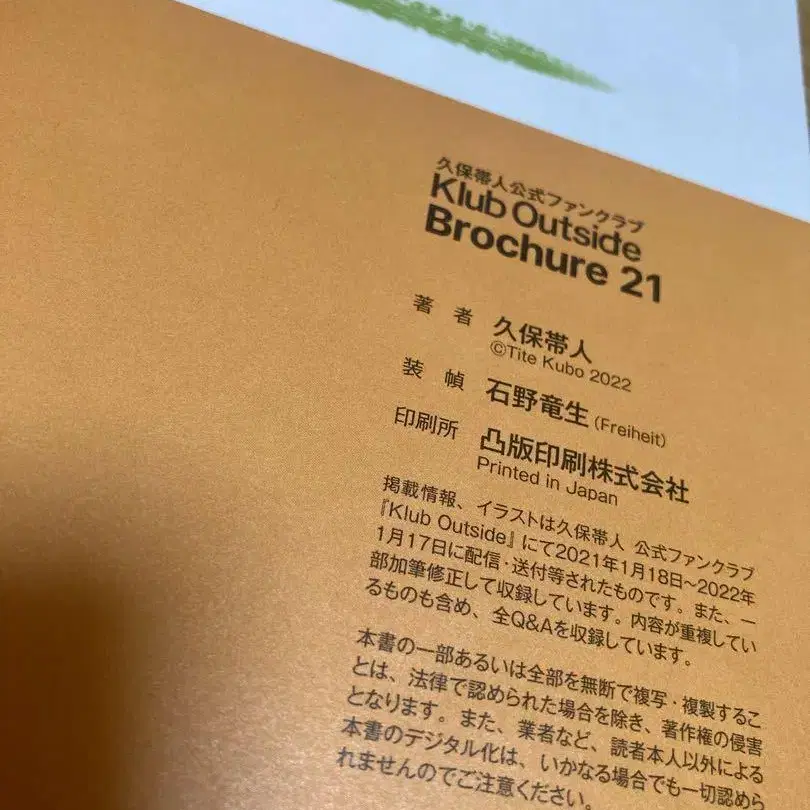 久保帯人公式ファンクラブ
Klub Outside
Brochure 21
著 者 久保帯人
©Tite Kubo 2022
装 幀 石野竜生 (Freiheit)
印刷所 凸版印刷株式会社
Printed in Japan
掲載情報、イラストは久保帯人 公式ファンクラブ
『Klub Outside』にて2021年1月18日~2022年
1月17日に配信・送付等されたものです。また、一
部加筆修正して収録しています。内容が重複してい
るものも含め、全Q&Aを収録しています。
本書の一部あるいは全部を無断で複写・複製するこ
とは、法律で認められた場合を除き、著作権の侵害
となります。また、業者など、読者本人以外による
本書のデジタル化は、いかなる場合でも一切認めら
れませんのでご注意ください。